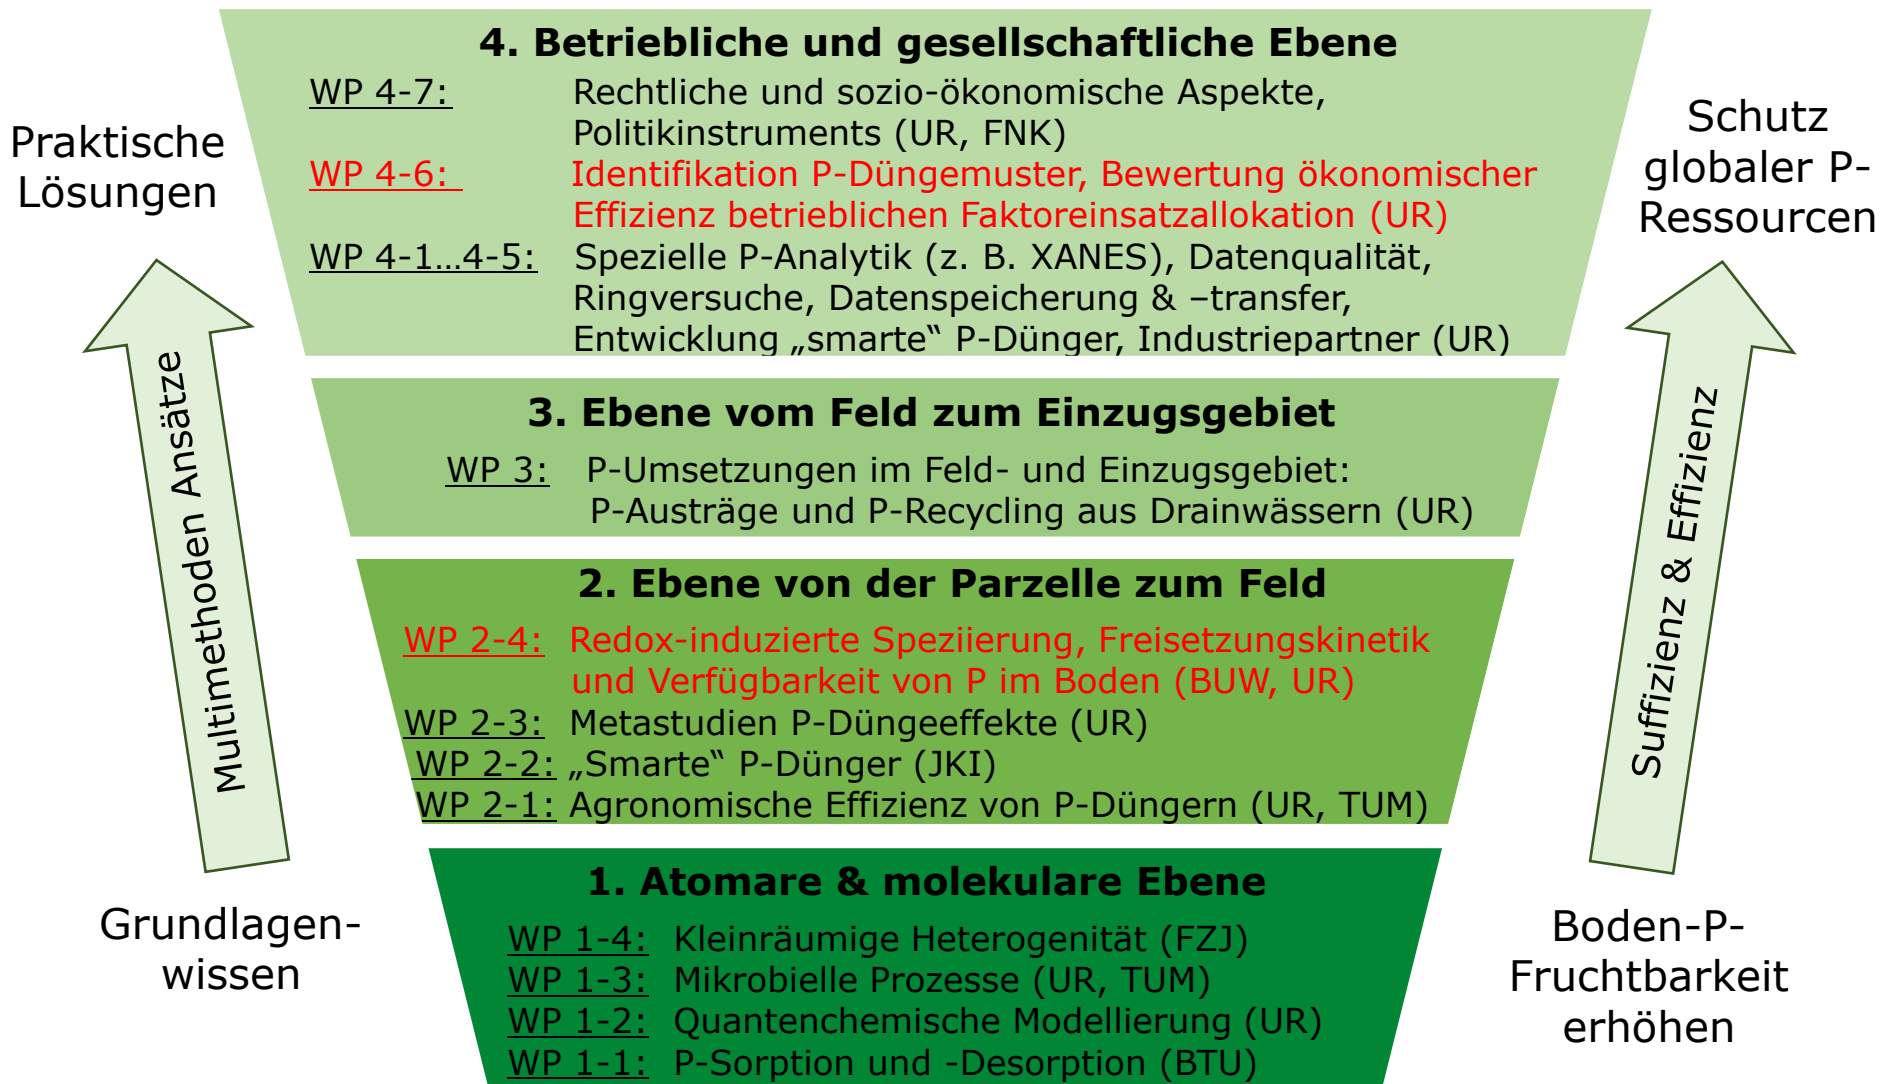 4. Betriebliche und gesellschaftliche Ebene
WP 4-7: Rechtliche und sozio-ökonomische Aspekte,
Politikinstruments (UR, FNK)
WP 4-6: Identifikation P-Düngemuster, Bewertung ökonomischer
Effizienz betrieblichen Faktoreinsatzallokation (UR)
WP 4-1…4-5: Spezielle P-Analytik (z. B. XANES), Datenqualität,
Ringversuche, Datenspeicherung & –transfer,
Entwicklung „smarte“ P-Dünger, Industriepartner (UR)
3. Ebene vom Feld zum Einzugsgebiet
WP 3: P-Umsetzungen im Feld- und Einzugsgebiet:
P-Austräge und P-Recycling aus Drainwässern (UR)
2. Ebene von der Parzelle zum Feld
WP 2-4: Redox-induzierte Speziierung, Freisetzungskinetik
und Verfügbarkeit von P im Boden (BUW, UR)
WP 2-3: Metastudien P-Düngeeffekte (UR)
WP 2-2: „Smarte“ P-Dünger (JKI)
WP 2-1: Agronomische Effizienz von P-Düngern (UR, TUM)
1. Atomare & molekulare Ebene
WP 1-4: Kleinräumige Heterogenität (FZJ)
WP 1-3: Mikrobielle Prozesse (UR, TUM)
WP 1-2: Quantenchemische Modellierung (UR)
WP 1-1: P-Sorption und -Desorption (BTU)
Praktische
Lösungen
Multimethoden Ansätze
Grundlagen-
wissen
Schutz
globaler P-
Ressourcen
Suffizienz & Effizienz
Boden-P-
Fruchtbarkeit
erhöhen